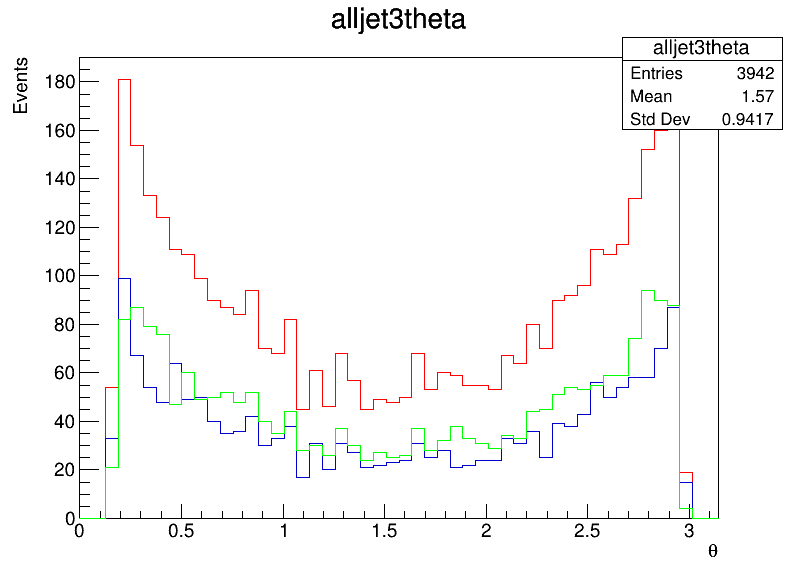 alljet3theta
alljet3theta
Entries 3942
Mean 1.57
Std Dev 0.9417
Events
180
160
140
120
100
80
60
40
20
0
0 0.5 1 1.5 2 2.5 3
θ